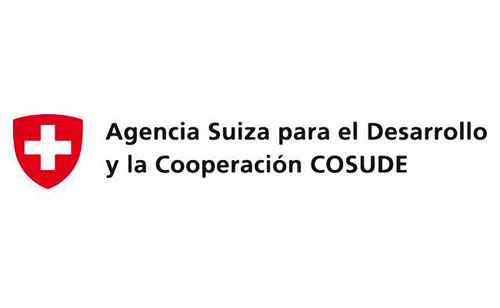 Agencia Suiza para el Desarrollo
y la Cooperación COSUDE